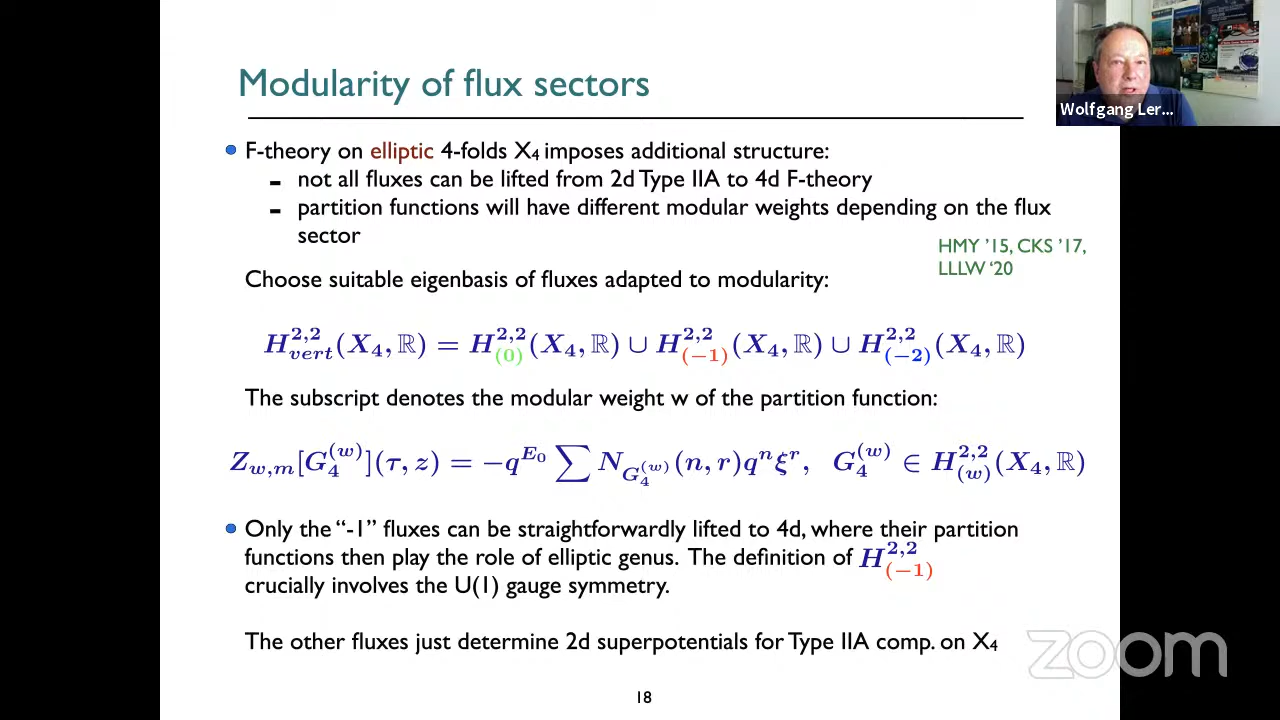 Modularity of flux sectors
Wolfgang Ler...
F-theory on elliptic 4-folds X₄ imposes additional structure:
- not all fluxes can be lifted from 2d Type IIA to 4d F-theory
- partition functions will have different modular weights depending on the flux
sector
HMY '15, CKS '17,
LLLW '20
Choose suitable eigenbasis of fluxes adapted to modularity:
H^{2,2}_{vert}(X₄, ℝ) = H^{2,2}_{(0)}(X₄, ℝ) ∪ H^{2,2}_{(−1)}(X₄, ℝ) ∪ H^{2,2}_{(−2)}(X₄, ℝ)
The subscript denotes the modular weight w of the partition function:
Z_{w,m}[G₄^{(w)}](τ, z) = −q^{E₀} ∑ N_{G₄^{(w)}}(n, r)qⁿξʳ, G₄^{(w)} ∈ H^{2,2}_{(w)}(X₄, ℝ)
Only the “-1” fluxes can be straightforwardly lifted to 4d, where their partition
functions then play the role of elliptic genus. The definition of H^{2,2}_{(−1)}
crucially involves the U(1) gauge symmetry.
The other fluxes just determine 2d superpotentials for Type IIA comp. on X₄
zoom
18